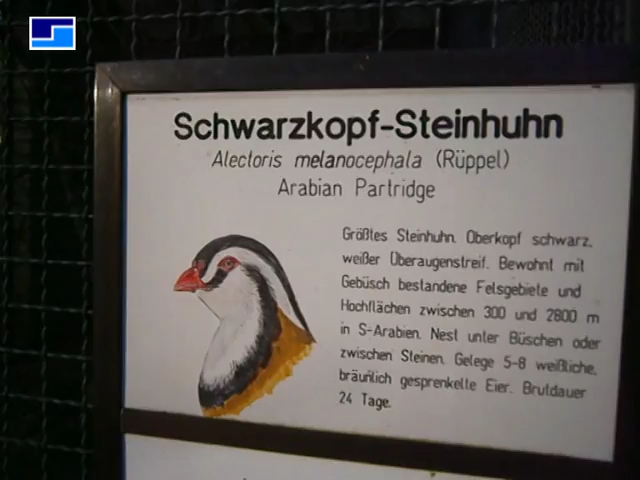 Schwarzkopf-Steinhuhn
Alectoris melanocephala (Rüppel)
Arabian Partridge
Größtes Steinhuhn. Oberkopf schwarz,
weißer Überaugenstreif. Bewohnt mit
Gebüsch bestandene Felsgebiete und
Hochflächen zwischen 300 und 2800 m
in S-Arabien. Nest unter Büschen oder
zwischen Steinen. Gelege 5-8 weißliche,
bräunlich gesprenkelte Eier. Brutdauer
24 Tage.